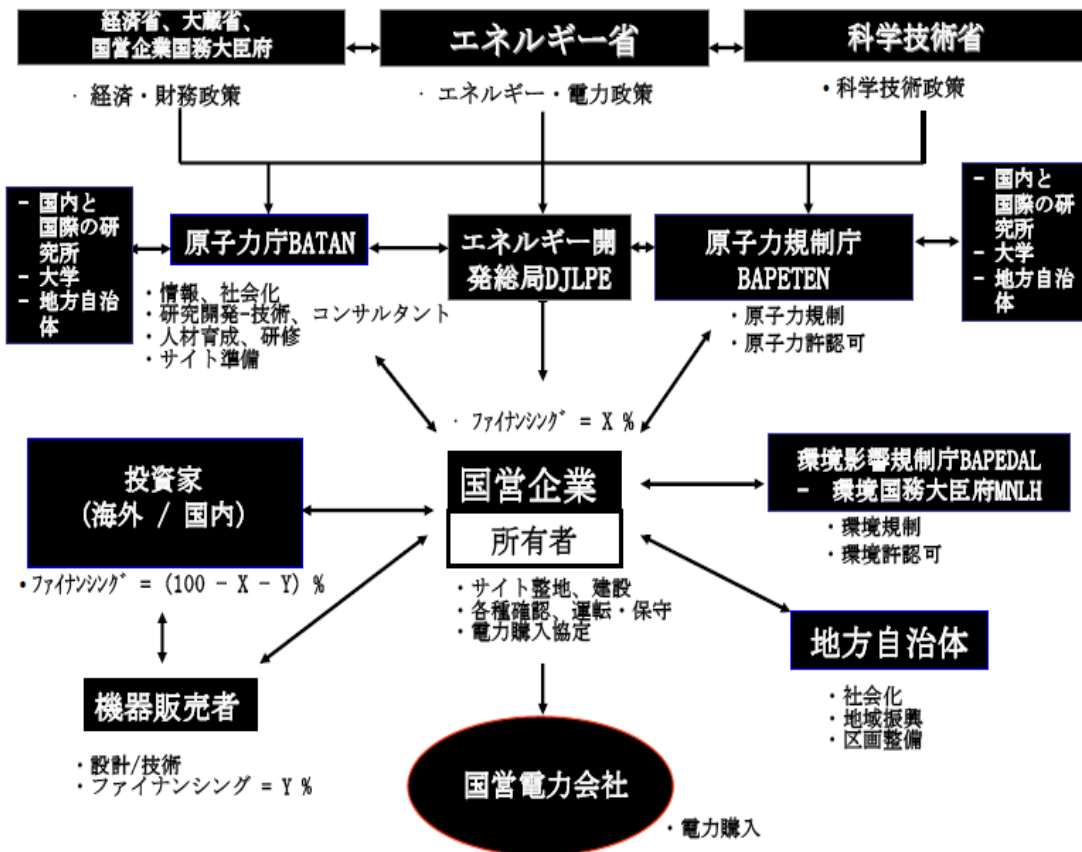 経済省、大蔵省、
国営企業国務大臣府
エネルギー省
科学技術省
· 経済・財務政策
· エネルギー・電力政策
・科学技術政策
- 国内と
国際の研
究所
- 大学
- 地方自治
体
原子力庁BATAN
エネルギー開
発総局DJLPE
原子力規制庁
BAPETEN
- 国内と
国際の研
究所
- 大学
- 地方自治
体
・情報、社会化
・研究開発-技術、コンサルタント
・人材育成、研修
・サイト準備
・原子力規制
・原子力許認可
· ファイナンシング = X %
投資家
(海外 / 国内)
国営企業
所有者
環境影響規制庁BAPEDAL
- 環境国務大臣府MNLH
・環境規制
・環境許認可
・ファイナンシング = (100 - X - Y) %
・サイト整地、建設
・各種確認、運転・保守
・電力購入協定
地方自治体
・社会化
・地域振興
・区画整備
機器販売者
・設計/技術
・ファイナンシング = Y %
国営電力会社
・電力購入